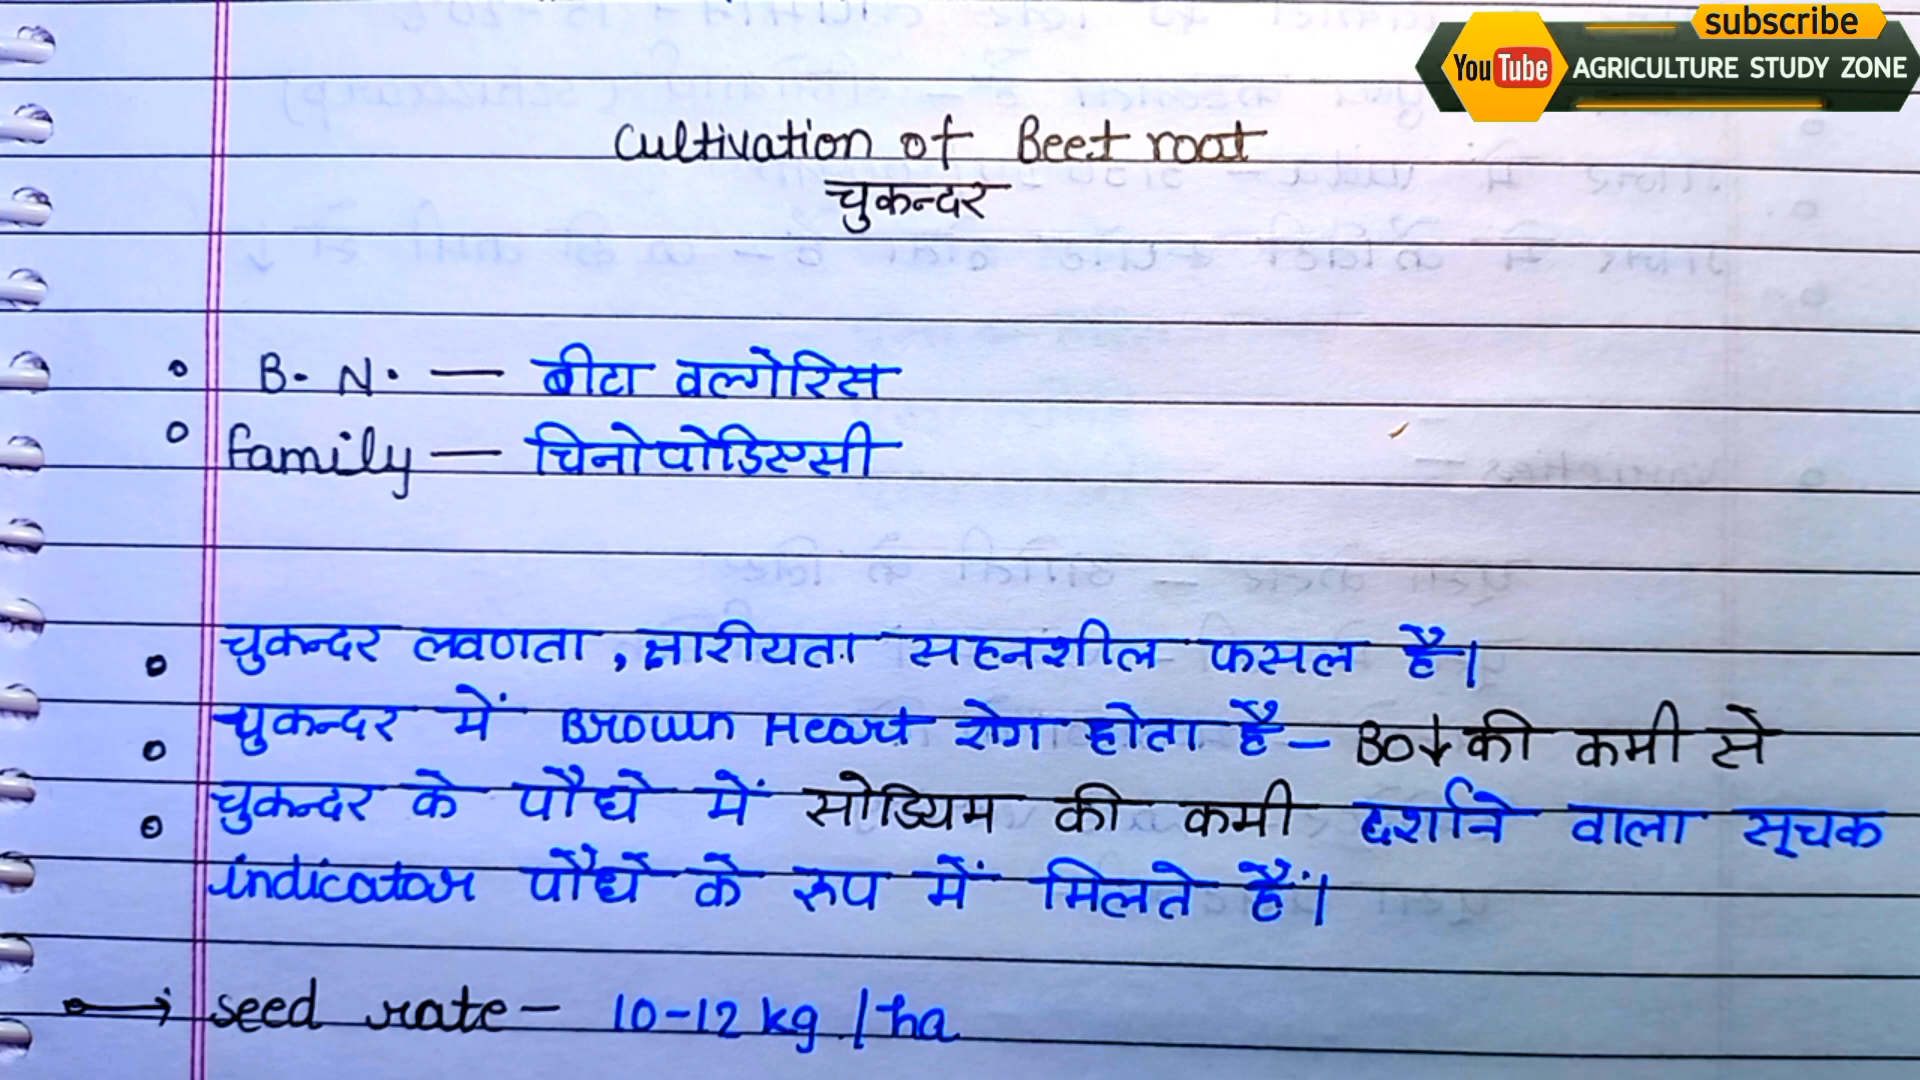 subscribe
YouTube AGRICULTURE STUDY ZONE
Cultivation of Beet root
चुकन्दर
B. N. — बीटा वल्गेरिस
family — चिनोपोडिएसी
चुकन्दर लवणता, क्षारीयता सहनशील फसल है।
चुकन्दर में Brown Heart रोग होता है – Bo↓ की कमी से
चुकन्दर के पौधे में सोडियम की कमी दर्शाने वाला सूचक
indicator पौधे के रूप में मिलते हैं।
→ seed rate – 10-12 kg / ha